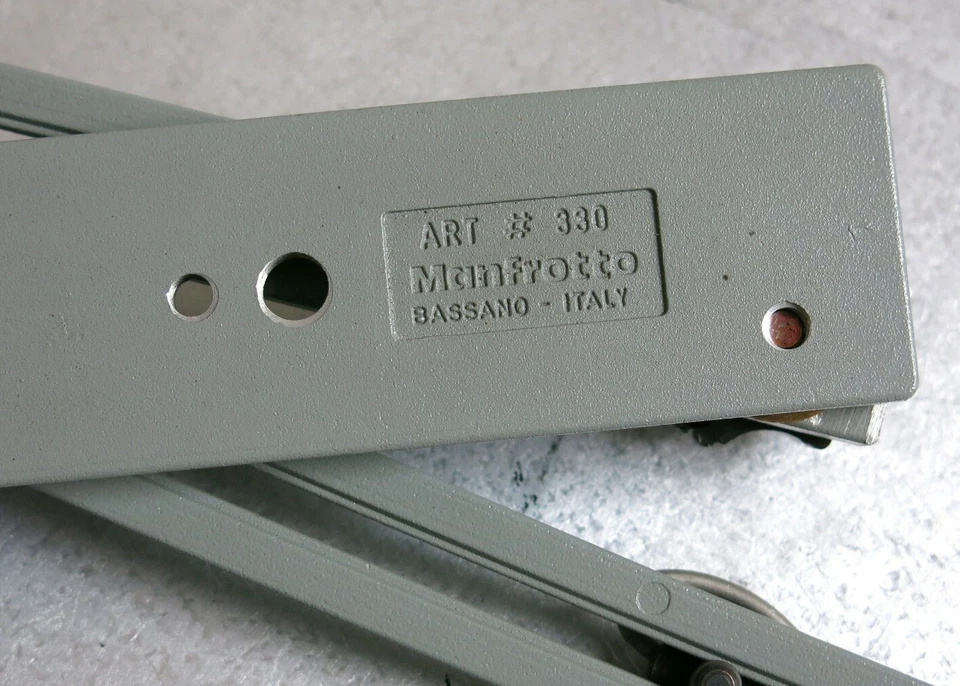 ART # 330
Manfrotto
BASSANO - ITALY